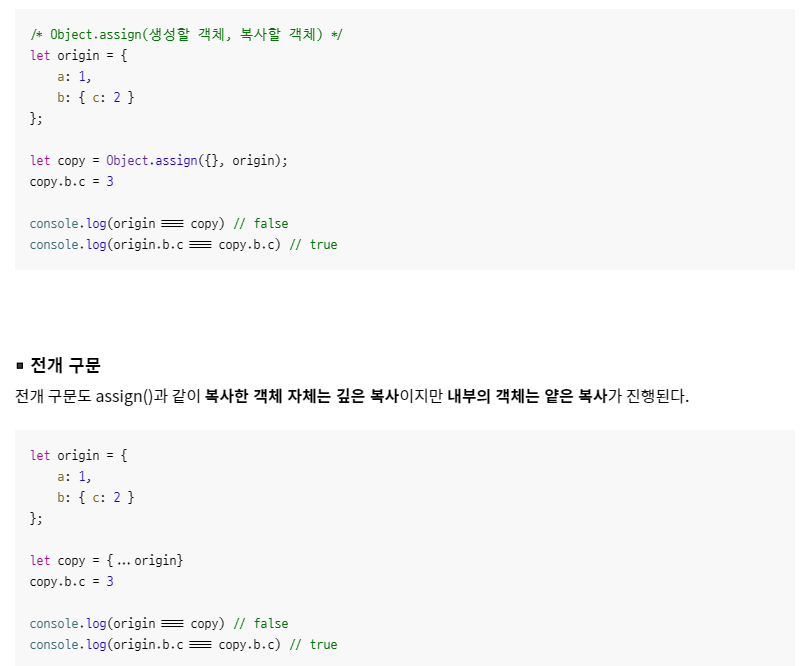 /* Object.assign(생성할 객체, 복사할 객체) */
let origin = {
    a: 1,
    b: { c: 2 }
};
let copy = Object.assign({}, origin);
copy.b.c = 3
console.log(origin === copy) // false
console.log(origin.b.c === copy.b.c) // true
▪ 전개 구문
전개 구문도 assign()과 같이 복사한 객체 자체는 깊은 복사이지만 내부의 객체는 얕은 복사가 진행된다.
let origin = {
    a: 1,
    b: { c: 2 }
};
let copy = {...origin}
copy.b.c = 3
console.log(origin === copy) // false
console.log(origin.b.c === copy.b.c) // true